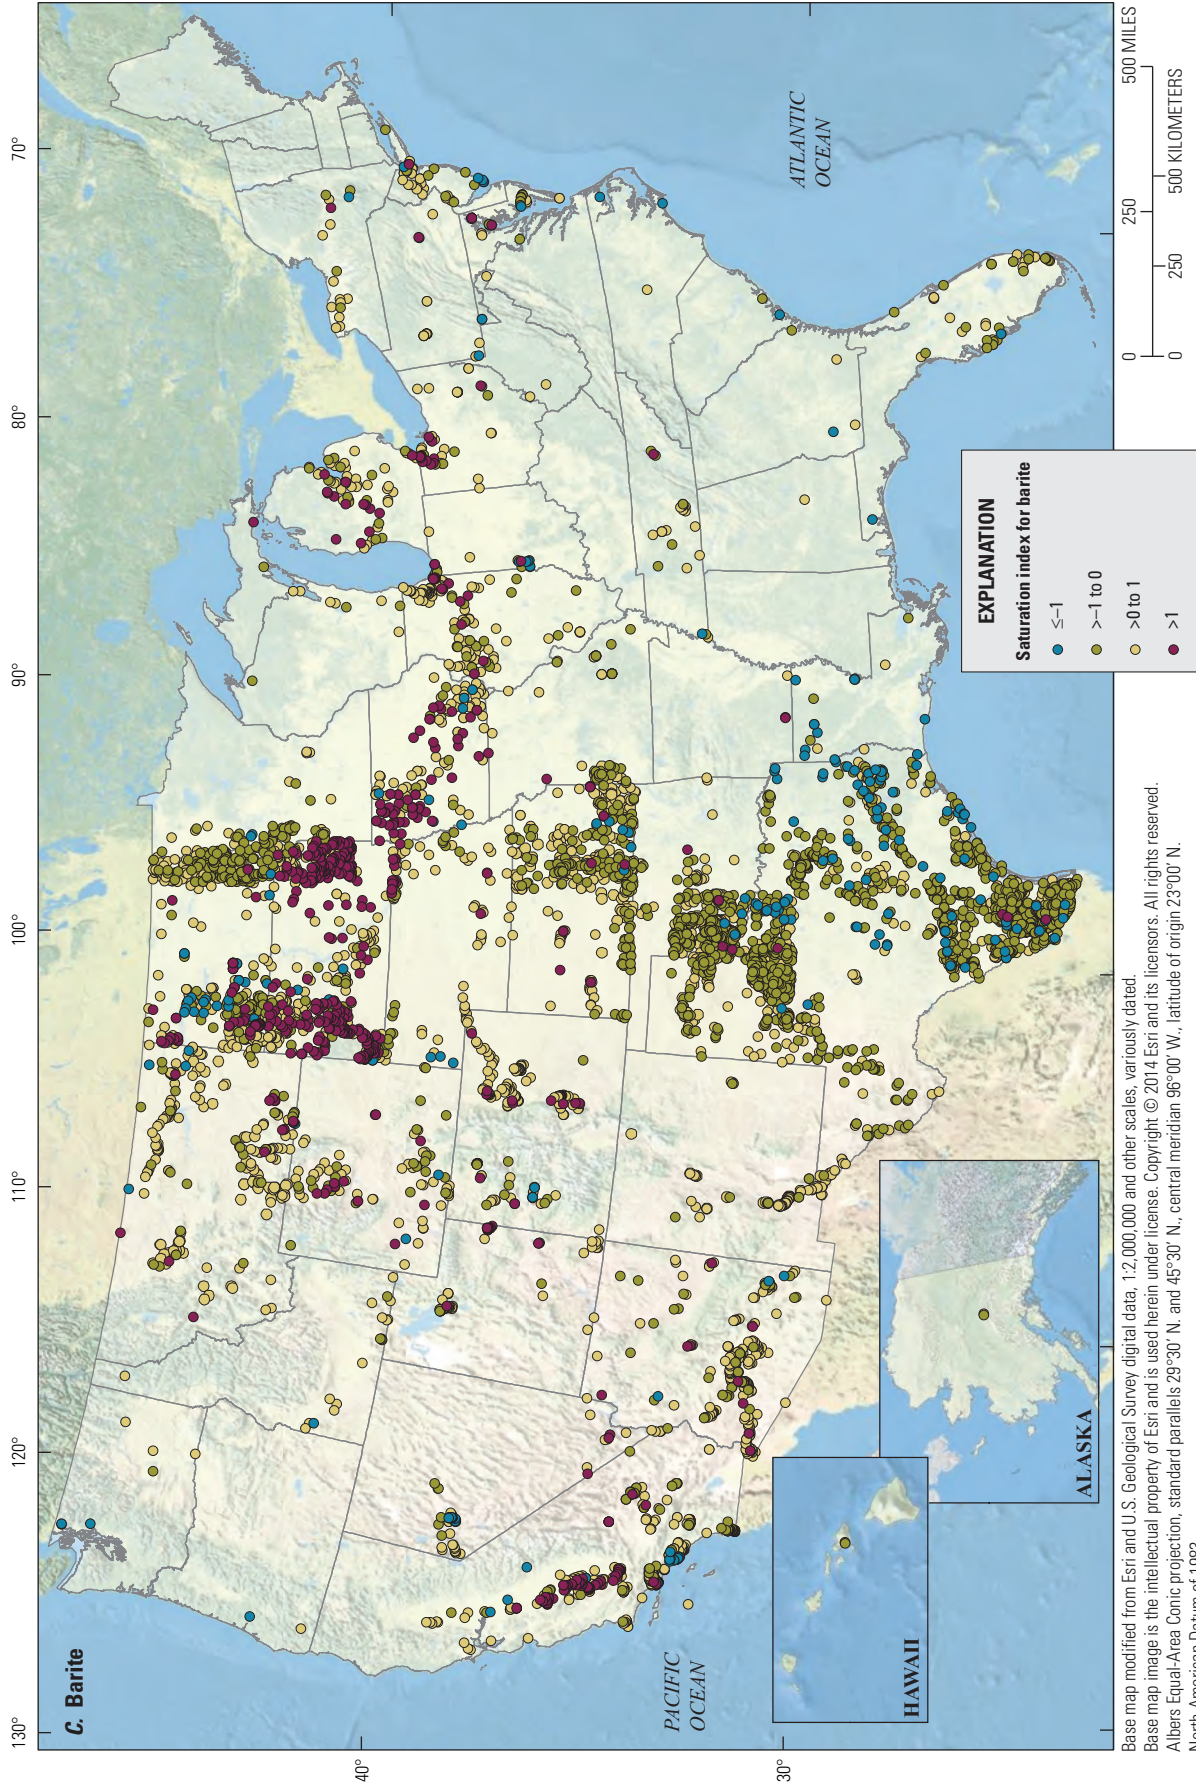 C. Barite
130°
120°
110°
100°
90°
80°
70°
40°
30°
PACIFIC
OCEAN
ATLANTIC
OCEAN
HAWAII
ALASKA
EXPLANATION
Saturation index for barite
≤–1
>–1 to 0
>0 to 1
>1
0 250 500 MILES
0 250 500 KILOMETERS
Base map modified from Esri and U.S. Geological Survey digital data, 1:2,000,000 and other scales, variously dated.
Base map image is the intellectual property of Esri and is used herein under license. Copyright © 2014 Esri and its licensors. All rights reserved.
Albers Equal-Area Conic projection, standard parallels 29°30′ N. and 45°30′ N., central meridian 96°00′ W., latitude of origin 23°00′ N.
North American Datum of 1983